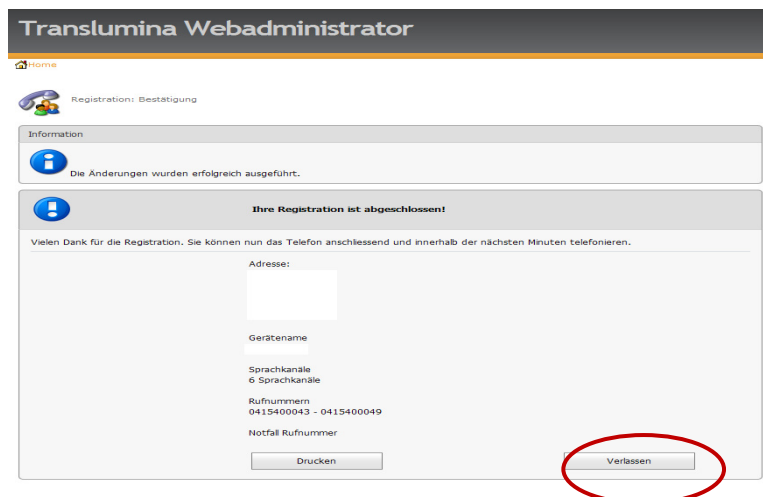 Translumina Webadministrator
Home
Registration: Bestätigung
Information
Die Änderungen wurden erfolgreich ausgeführt.
Ihre Registration ist abgeschlossen!
Vielen Dank für die Registration. Sie können nun das Telefon anschliessend und innerhalb der nächsten Minuten telefonieren.
Adresse:
Gerätename
Sprachkanäle
6 Sprachkanäle
Rufnummern
0415400043 - 0415400049
Notfall Rufnummer
Drucken
Verlassen